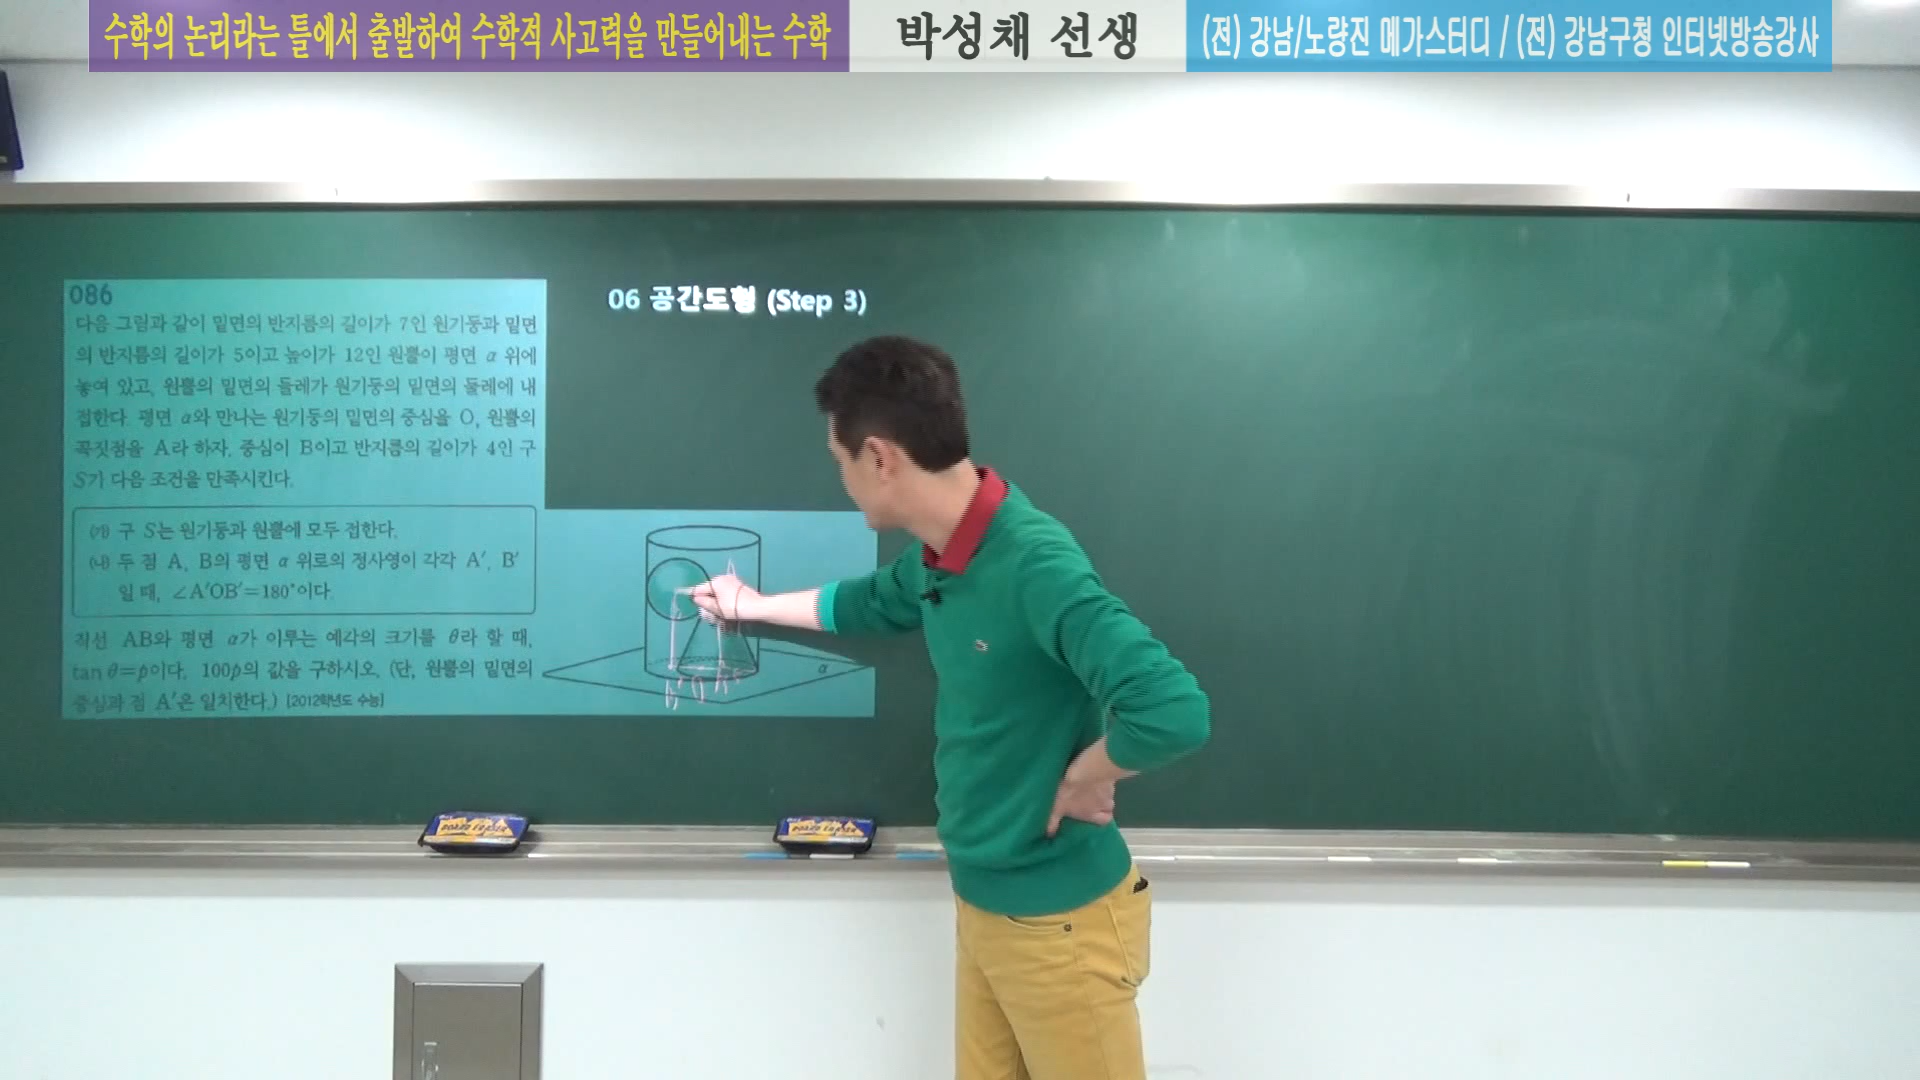 수학의 논리라는 틀에서 출발하여 수학적 사고력을 만들어내는 수학
박성채 선생
(전) 강남/노량진 메가스터디 / (전) 강남구청 인터넷방송강사
086
다음 그림과 같이 밑면의 반지름의 길이가 7인 원기둥과 밑면
의 반지름의 길이가 5이고 높이가 12인 원뿔이 평면 α 위에
놓여 있고, 원뿔의 밑면의 둘레가 원기둥의 밑면의 둘레에 내
접한다. 평면 α와 만나는 원기둥의 밑면의 중심을 O, 원뿔의
꼭짓점을 A라 하자. 중심이 B이고 반지름의 길이가 4인 구
S가 다음 조건을 만족시킨다.
㈎ 구 S는 원기둥과 원뿔에 모두 접한다.
㈏ 두 점 A, B의 평면 α 위로의 정사영이 각각 A′, B′
일 때, ∠A′OB′=180°이다.
직선 AB와 평면 α가 이루는 예각의 크기를 θ라 할 때,
tan θ=p이다. 100p의 값을 구하시오. (단, 원뿔의 밑면의
중심과 점 A′은 일치한다.) [2012학년도 수능]
06 공간도형 (Step 3)
A
α
BOARD ERASER
BOARD ERASER